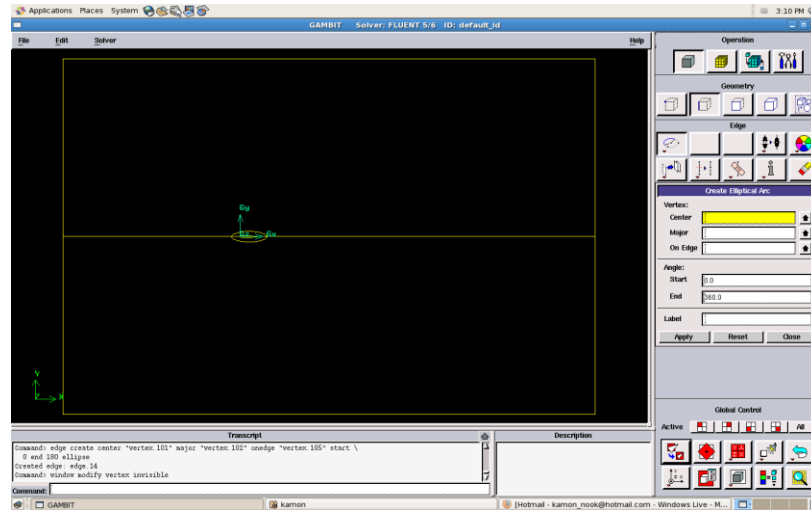 Applications Places System 3:10 PM
GAMBIT Solver: FLUENT 5/6 ID: default_id
File Edit Solver Help
Operation
Geometry
Edge
Create Elliptical Arc
Vertex:
Center
Major
On Edge
Angle:
Start 0.0
End 360.0
Label
Apply Reset Close
Gy
Gx
Y
Z X
Global Control
Active All
Transcript
Command> edge create center "vertex.101" major "vertex.102" onedge "vertex.105" start \
0 end 180 ellipse
Created edge: edge.14
Command> window modify vertex invisible
Command:
Description
GAMBIT
kamon
[Hotmail - kamon_nook@hotmail.com - Windows Live - M...